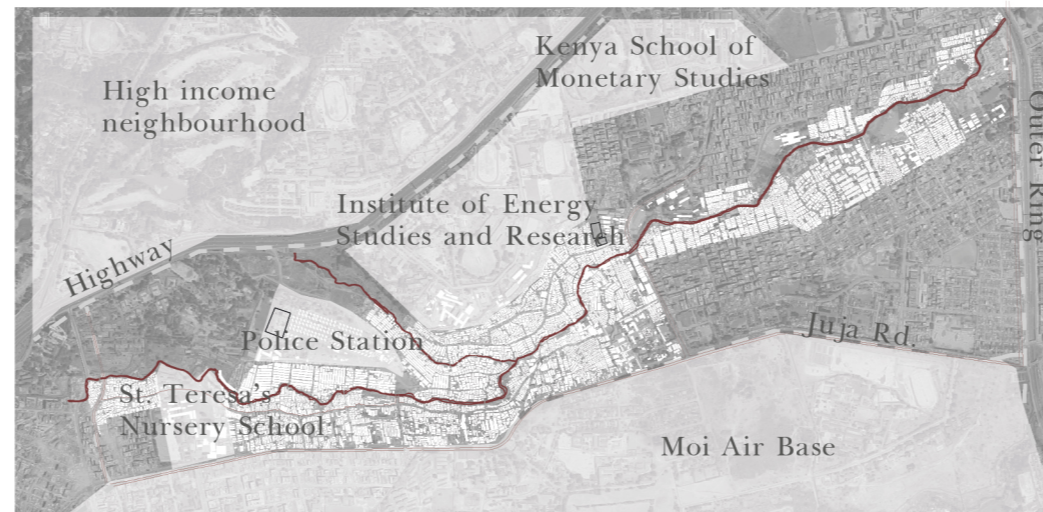 Kenya School of
Monetary Studies
High income
neighbourhood
Outer Ring
Institute of Energy
Studies and Research
Highway
Juja Rd.
Police Station
St. Teresa's
Nursery School
Moi Air Base